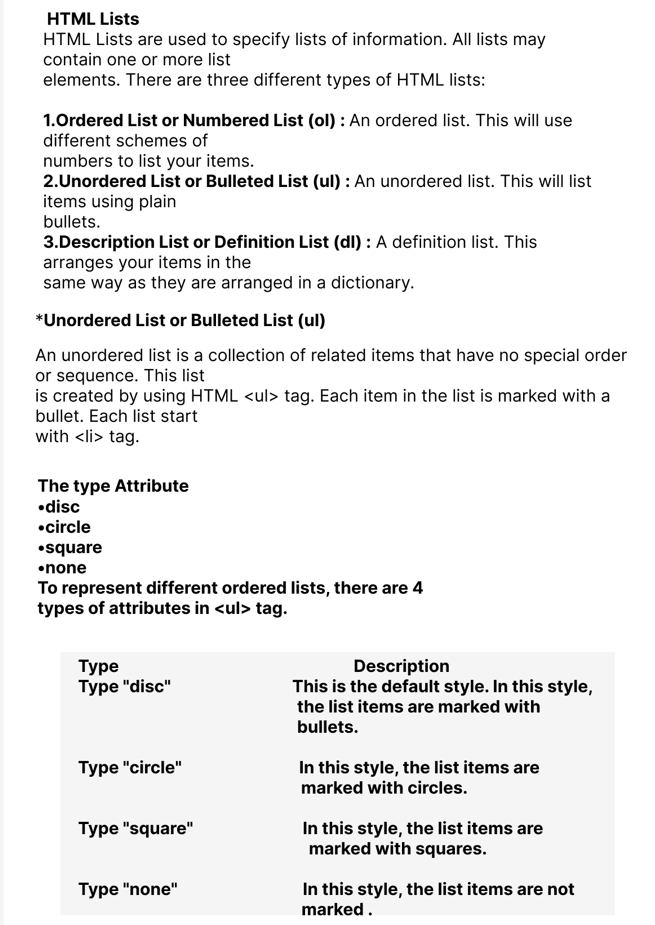 HTML Lists
HTML Lists are used to specify lists of information. All lists may
contain one or more list
elements. There are three different types of HTML lists:
1.Ordered List or Numbered List (ol) : An ordered list. This will use
different schemes of
numbers to list your items.
2.Unordered List or Bulleted List (ul) : An unordered list. This will list
items using plain
bullets.
3.Description List or Definition List (dl) : A definition list. This
arranges your items in the
same way as they are arranged in a dictionary.
*Unordered List or Bulleted List (ul)
An unordered list is a collection of related items that have no special order
or sequence. This list
is created by using HTML <ul> tag. Each item in the list is marked with a
bullet. Each list start
with <li> tag.
The type Attribute
•disc
•circle
•square
•none
To represent different ordered lists, there are 4
types of attributes in <ul> tag.
Type Description
Type "disc" This is the default style. In this style,
the list items are marked with
bullets.
Type "circle" In this style, the list items are
marked with circles.
Type "square" In this style, the list items are
marked with squares.
Type "none" In this style, the list items are not
marked .